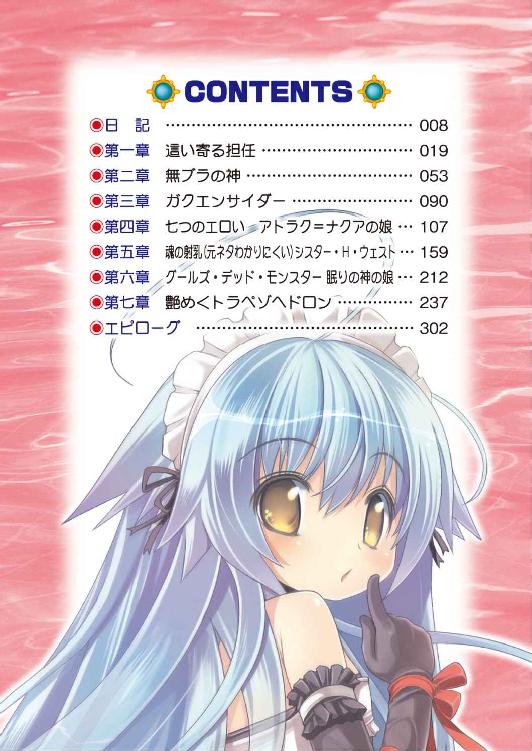 CONTENTS
日 記 …… 008
第一章 這い寄る担任 …… 019
第二章 無ブラの神 …… 053
第三章 ガクエンサイダー …… 090
第四章 七つのエロい アトラク＝ナクアの娘 … 107
第五章 魂の射乳(元ネタわかりにくい)シスター・H・ウェスト … 159
第六章 グールズ・デッド・モンスター 眠りの神の娘 … 212
第七章 艶めくトラペゾヘドロン …… 237
エピローグ …… 302